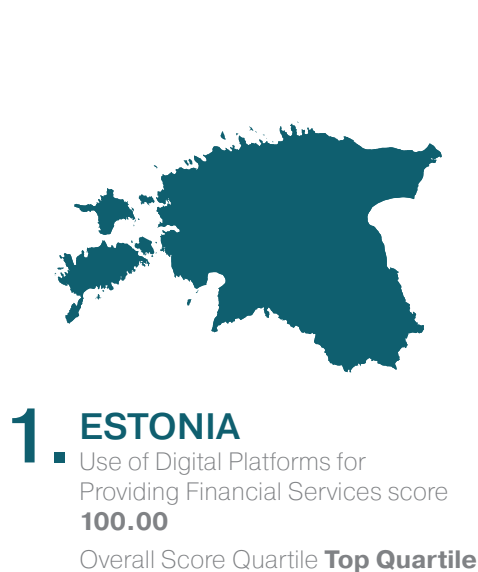 1. ESTONIA
Use of Digital Platforms for
Providing Financial Services score
100.00
Overall Score Quartile Top Quartile